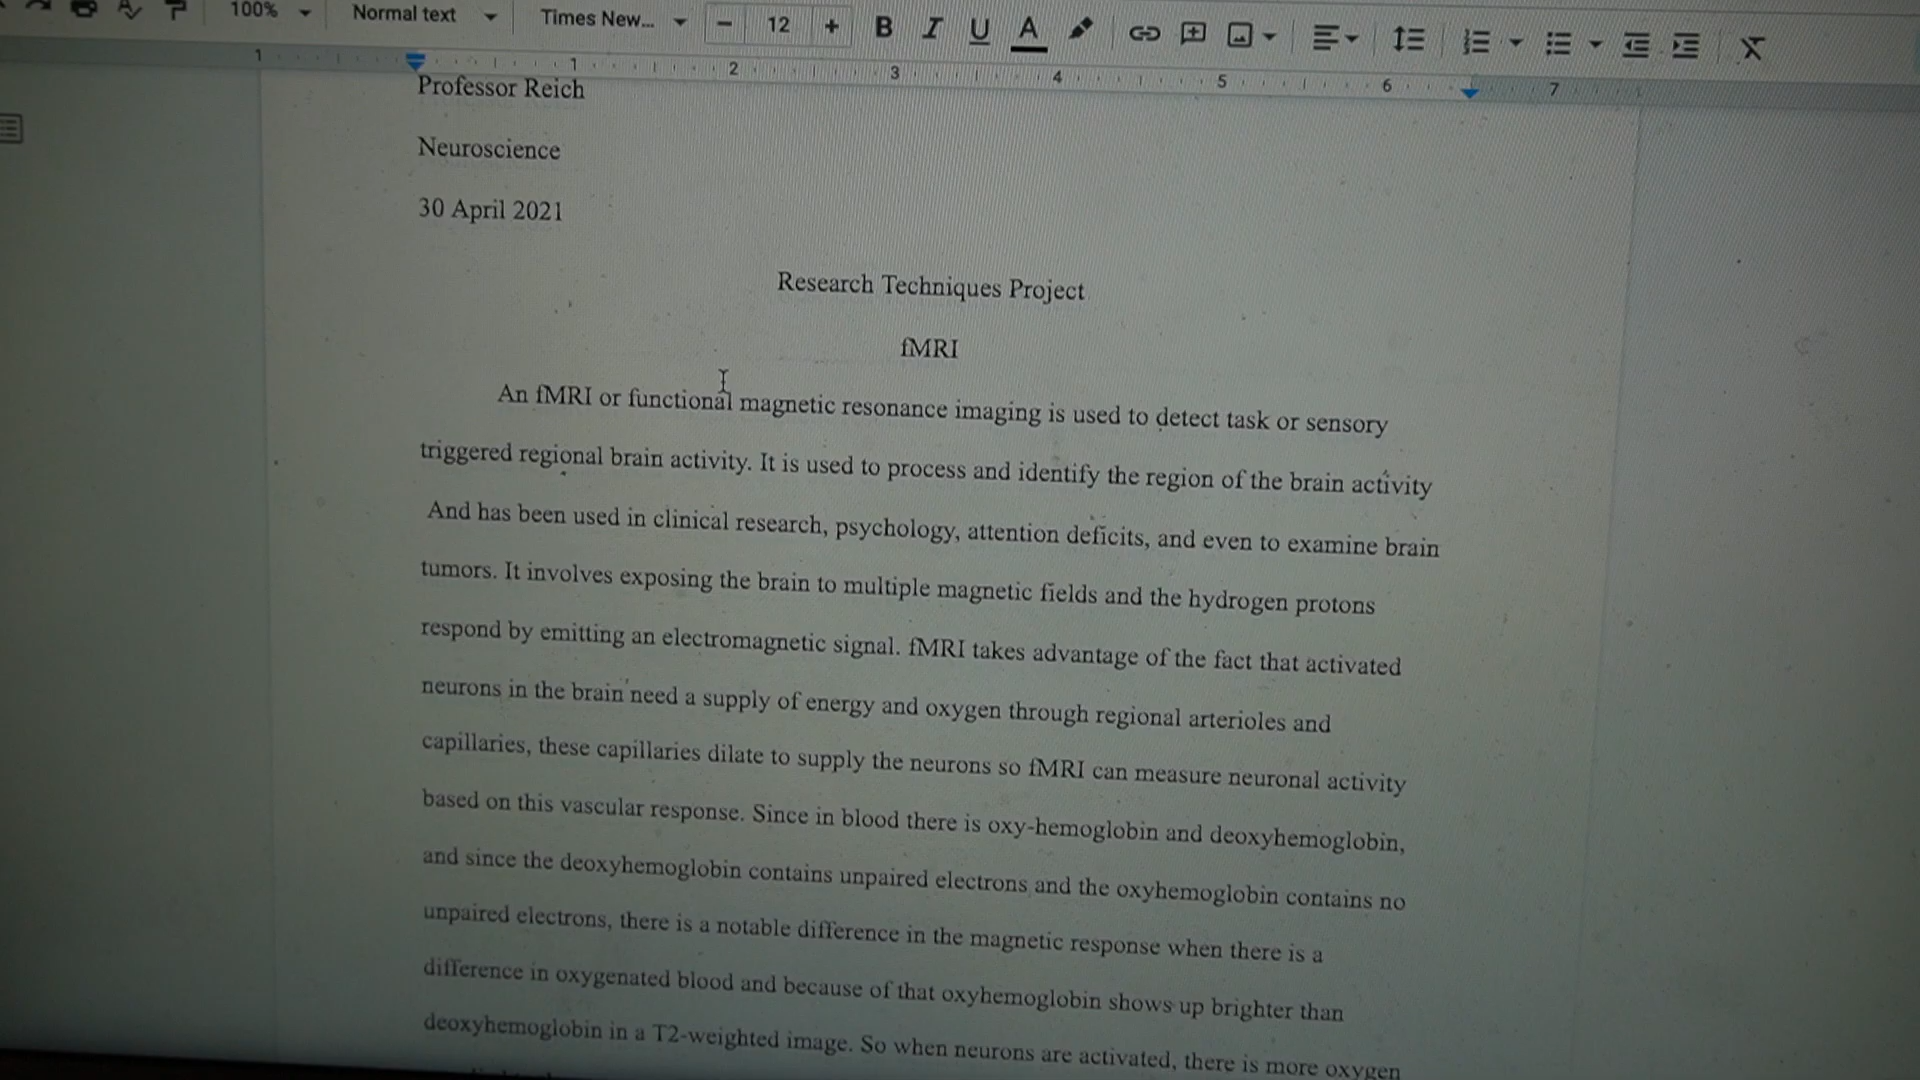 100% Normal text Times New... 12 B I U A
1 1 2 3 4 5 6 7
Professor Reich
Neuroscience
30 April 2021
Research Techniques Project
fMRI
An fMRI or functional magnetic resonance imaging is used to detect task or sensory
triggered regional brain activity. It is used to process and identify the region of the brain activity
And has been used in clinical research, psychology, attention deficits, and even to examine brain
tumors. It involves exposing the brain to multiple magnetic fields and the hydrogen protons
respond by emitting an electromagnetic signal. fMRI takes advantage of the fact that activated
neurons in the brain need a supply of energy and oxygen through regional arterioles and
capillaries, these capillaries dilate to supply the neurons so fMRI can measure neuronal activity
based on this vascular response. Since in blood there is oxy-hemoglobin and deoxyhemoglobin,
and since the deoxyhemoglobin contains unpaired electrons and the oxyhemoglobin contains no
unpaired electrons, there is a notable difference in the magnetic response when there is a
difference in oxygenated blood and because of that oxyhemoglobin shows up brighter than
deoxyhemoglobin in a T2-weighted image. So when neurons are activated, there is more oxygen